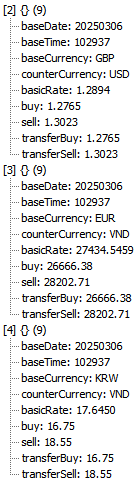 [2] {} (9)
baseDate: 20250306
baseTime: 102937
baseCurrency: GBP
counterCurrency: USD
basicRate: 1.2894
buy: 1.2765
sell: 1.3023
transferBuy: 1.2765
transferSell: 1.3023
[3] {} (9)
baseDate: 20250306
baseTime: 102937
baseCurrency: EUR
counterCurrency: VND
basicRate: 27434.5459
buy: 26666.38
sell: 28202.71
transferBuy: 26666.38
transferSell: 28202.71
[4] {} (9)
baseDate: 20250306
baseTime: 102937
baseCurrency: KRW
counterCurrency: VND
basicRate: 17.6450
buy: 16.75
sell: 18.55
transferBuy: 16.75
transferSell: 18.55